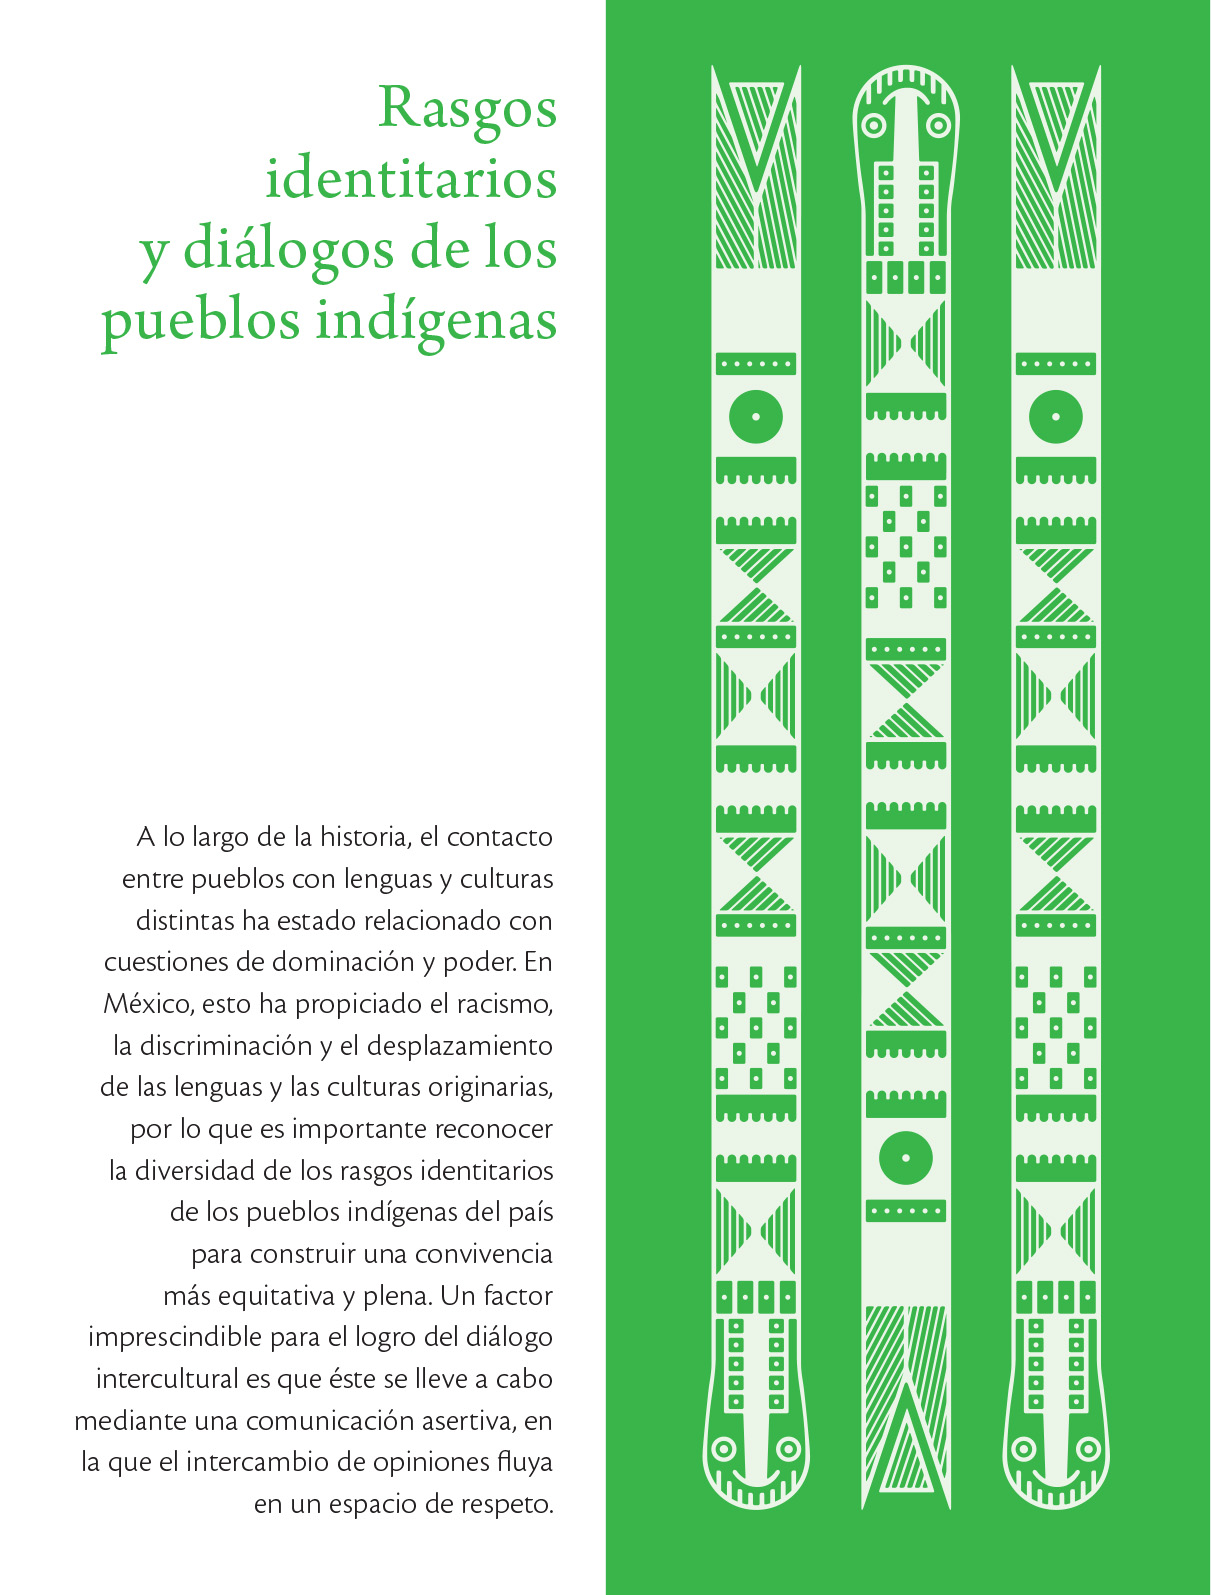 Rasgos
identitarios
y diálogos de los
pueblos indígenas
A lo largo de la historia, el contacto
entre pueblos con lenguas y culturas
distintas ha estado relacionado con
cuestiones de dominación y poder. En
México, esto ha propiciado el racismo,
la discriminación y el desplazamiento
de las lenguas y las culturas originarias,
por lo que es importante reconocer
la diversidad de los rasgos identitarios
de los pueblos indígenas del país
para construir una convivencia
más equitativa y plena. Un factor
imprescindible para el logro del diálogo
intercultural es que éste se lleve a cabo
mediante una comunicación asertiva, en
la que el intercambio de opiniones fluya
en un espacio de respeto.